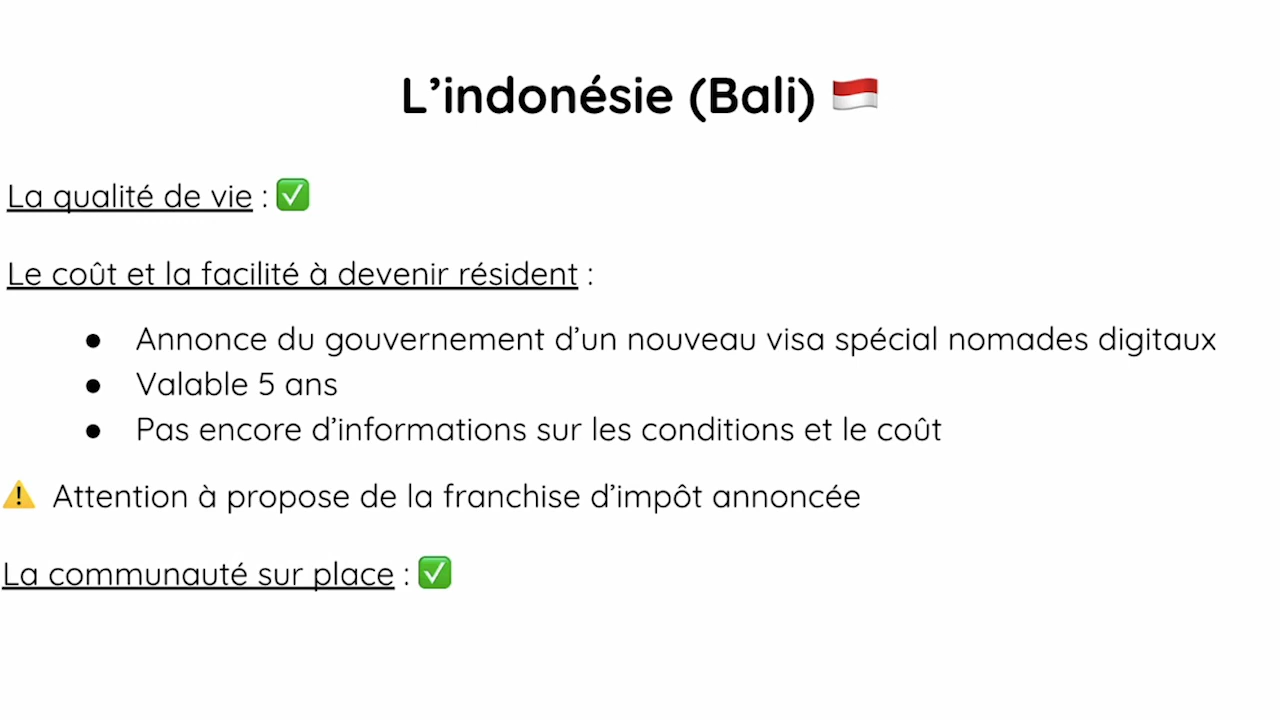 L’indonésie (Bali) 🇮🇩
La qualité de vie : ✅
Le coût et la facilité à devenir résident :
● Annonce du gouvernement d’un nouveau visa spécial nomades digitaux
● Valable 5 ans
● Pas encore d’informations sur les conditions et le coût
⚠️ Attention à propose de la franchise d’impôt annoncée
La communauté sur place : ✅